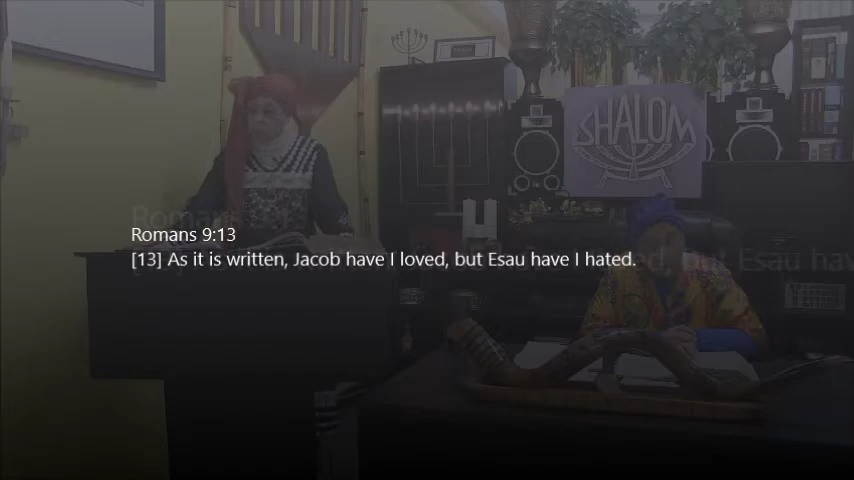 SHALOM
Romans 9:13
[13] As it is written, Jacob have I loved, but Esau have I hated.